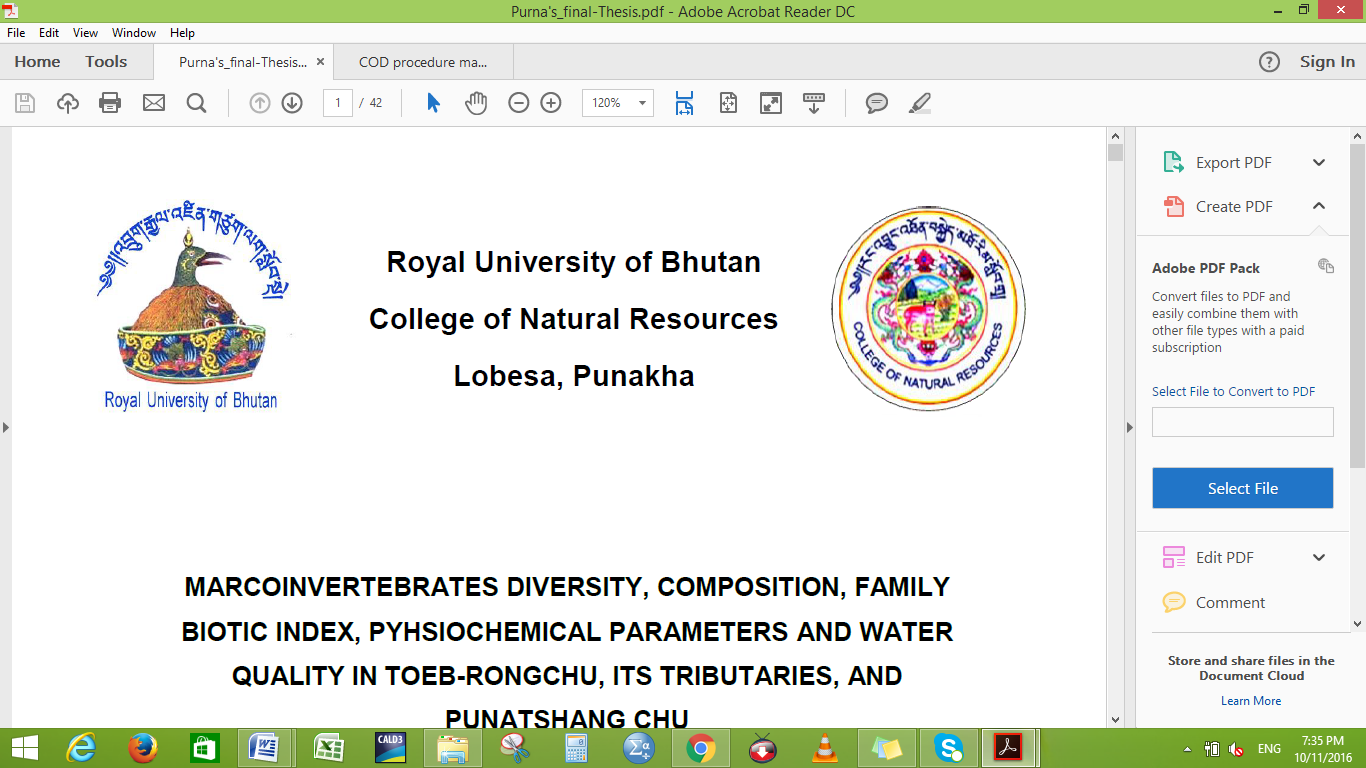 Purna's_final-Thesis.pdf - Adobe Acrobat Reader DC
File Edit View Window Help
Home Tools Purna's_final-Thesis... × COD procedure ma... Sign In
1 / 42 120%
Royal University of Bhutan
College of Natural Resources
Lobesa, Punakha
Royal University of Bhutan
COLLEGE OF NATURAL RESOURCES
MARCOINVERTEBRATES DIVERSITY, COMPOSITION, FAMILY
BIOTIC INDEX, PYHSIOCHEMICAL PARAMETERS AND WATER
QUALITY IN TOEB-RONGCHU, ITS TRIBUTARIES, AND
PUNATSHANG CHU
Export PDF
Create PDF
Adobe PDF Pack
Convert files to PDF and
easily combine them with
other file types with a paid
subscription
Select File to Convert to PDF
Select File
Edit PDF
Comment
Store and share files in the
Document Cloud
Learn More
CALD3
ENG
7:35 PM
10/11/2016